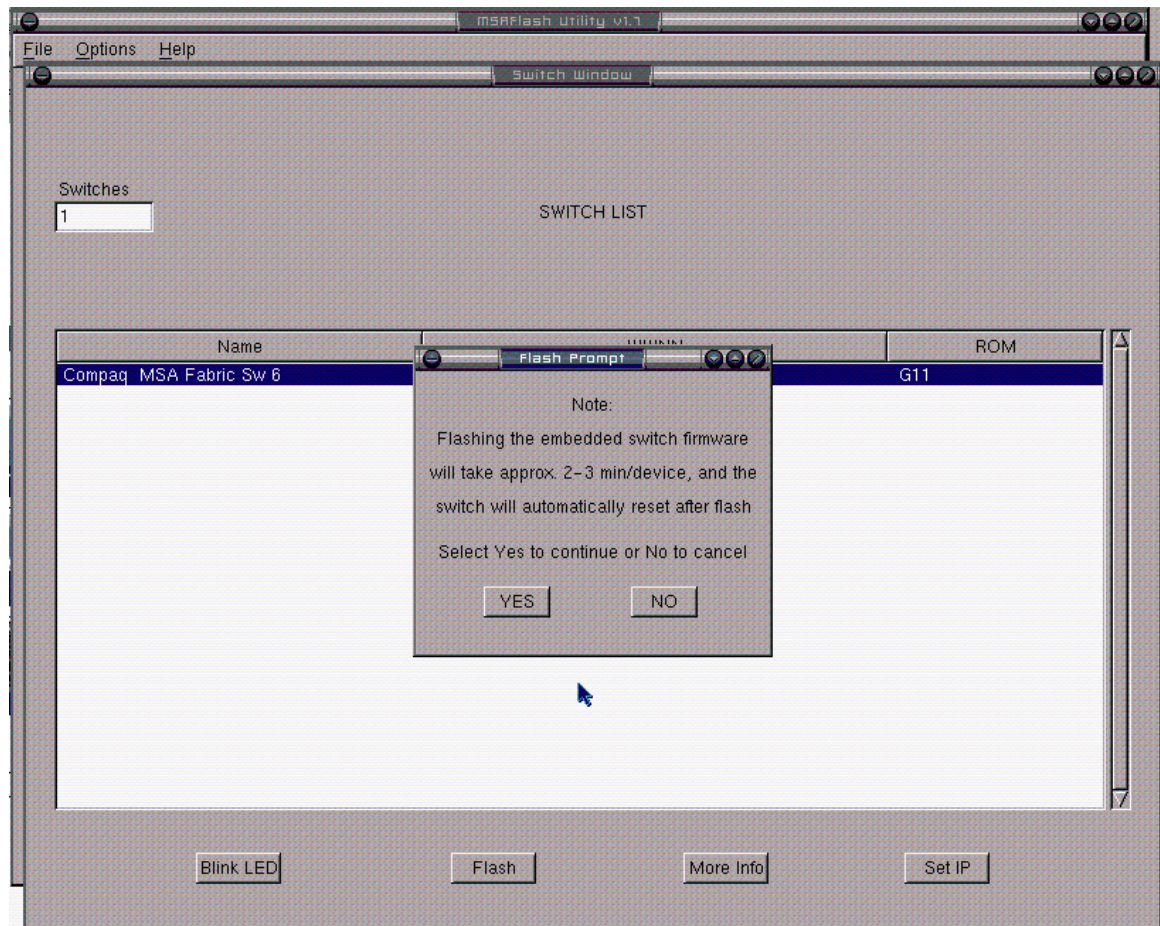 MSAFlash Utility v1.7
File Options Help
Switch Window
Switches
1
SWITCH LIST
Name ROM
Compaq MSA Fabric Sw 6 G11
Flash Prompt
Note:
Flashing the embedded switch firmware
will take approx. 2-3 min/device, and the
switch will automatically reset after flash
Select Yes to continue or No to cancel
YES NO
Blink LED Flash More Info Set IP